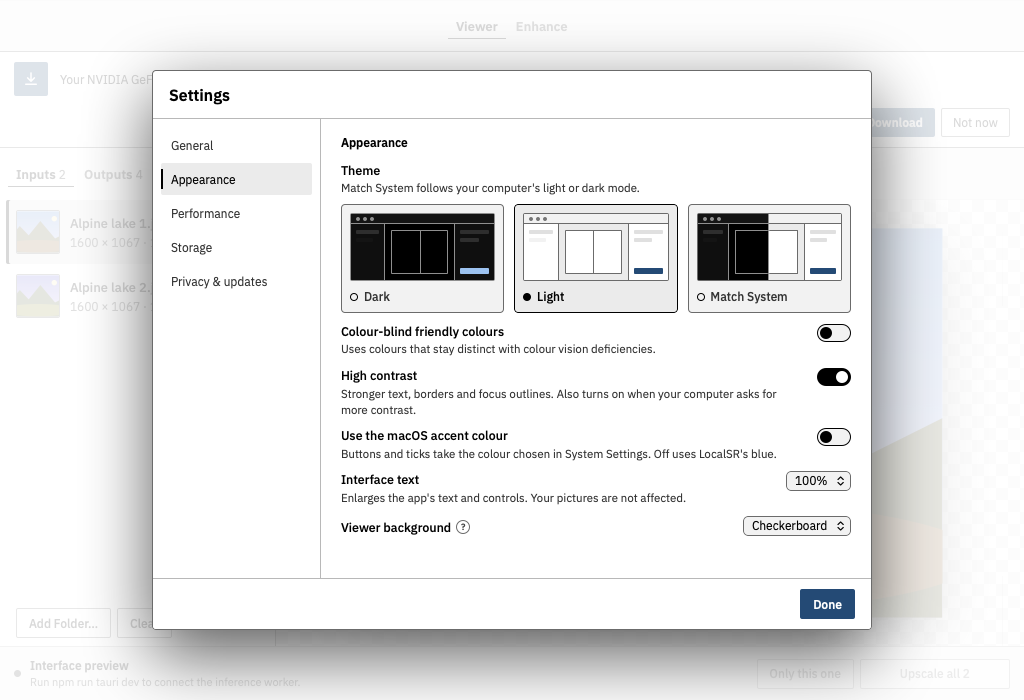 Viewer Enhance
Your NVIDIA GeF
Download Not now
Inputs 2 Outputs 4
Alpine lake 1.
1600 × 1067 ·
Alpine lake 2.
1600 × 1067 ·
Settings
General
Appearance
Performance
Storage
Privacy & updates
Appearance
Theme
Match System follows your computer's light or dark mode.
Dark
Light
Match System
Colour-blind friendly colours
Uses colours that stay distinct with colour vision deficiencies.
High contrast
Stronger text, borders and focus outlines. Also turns on when your computer asks for
more contrast.
Use the macOS accent colour
Buttons and ticks take the colour chosen in System Settings. Off uses LocalSR's blue.
Interface text
100%
Enlarges the app's text and controls. Your pictures are not affected.
Viewer background ?
Checkerboard
Done
Add Folder...
Interface preview
Run npm run tauri dev to connect the inference worker.
Only this one Upscale all 2